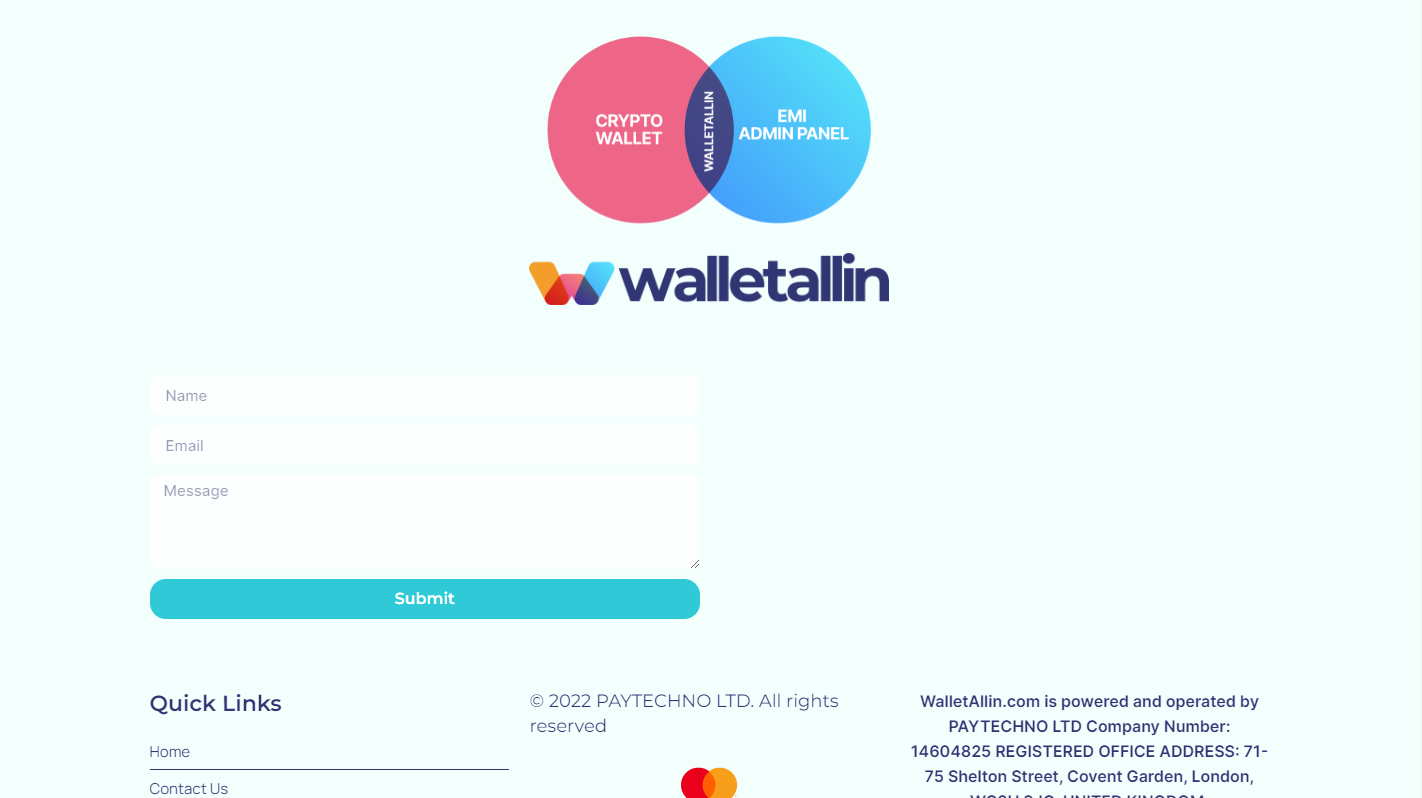 CRYPTO
WALLET
WALLETALLIN
EMI
ADMIN PANEL
walletallin
Name
Email
Message
Submit
Quick Links
Home
Contact Us
© 2022 PAYTECHNO LTD. All rights
reserved
WalletAllin.com is powered and operated by
PAYTECHNO LTD Company Number:
14604825 REGISTERED OFFICE ADDRESS: 71-
75 Shelton Street, Covent Garden, London,
UNITED KINGDOM